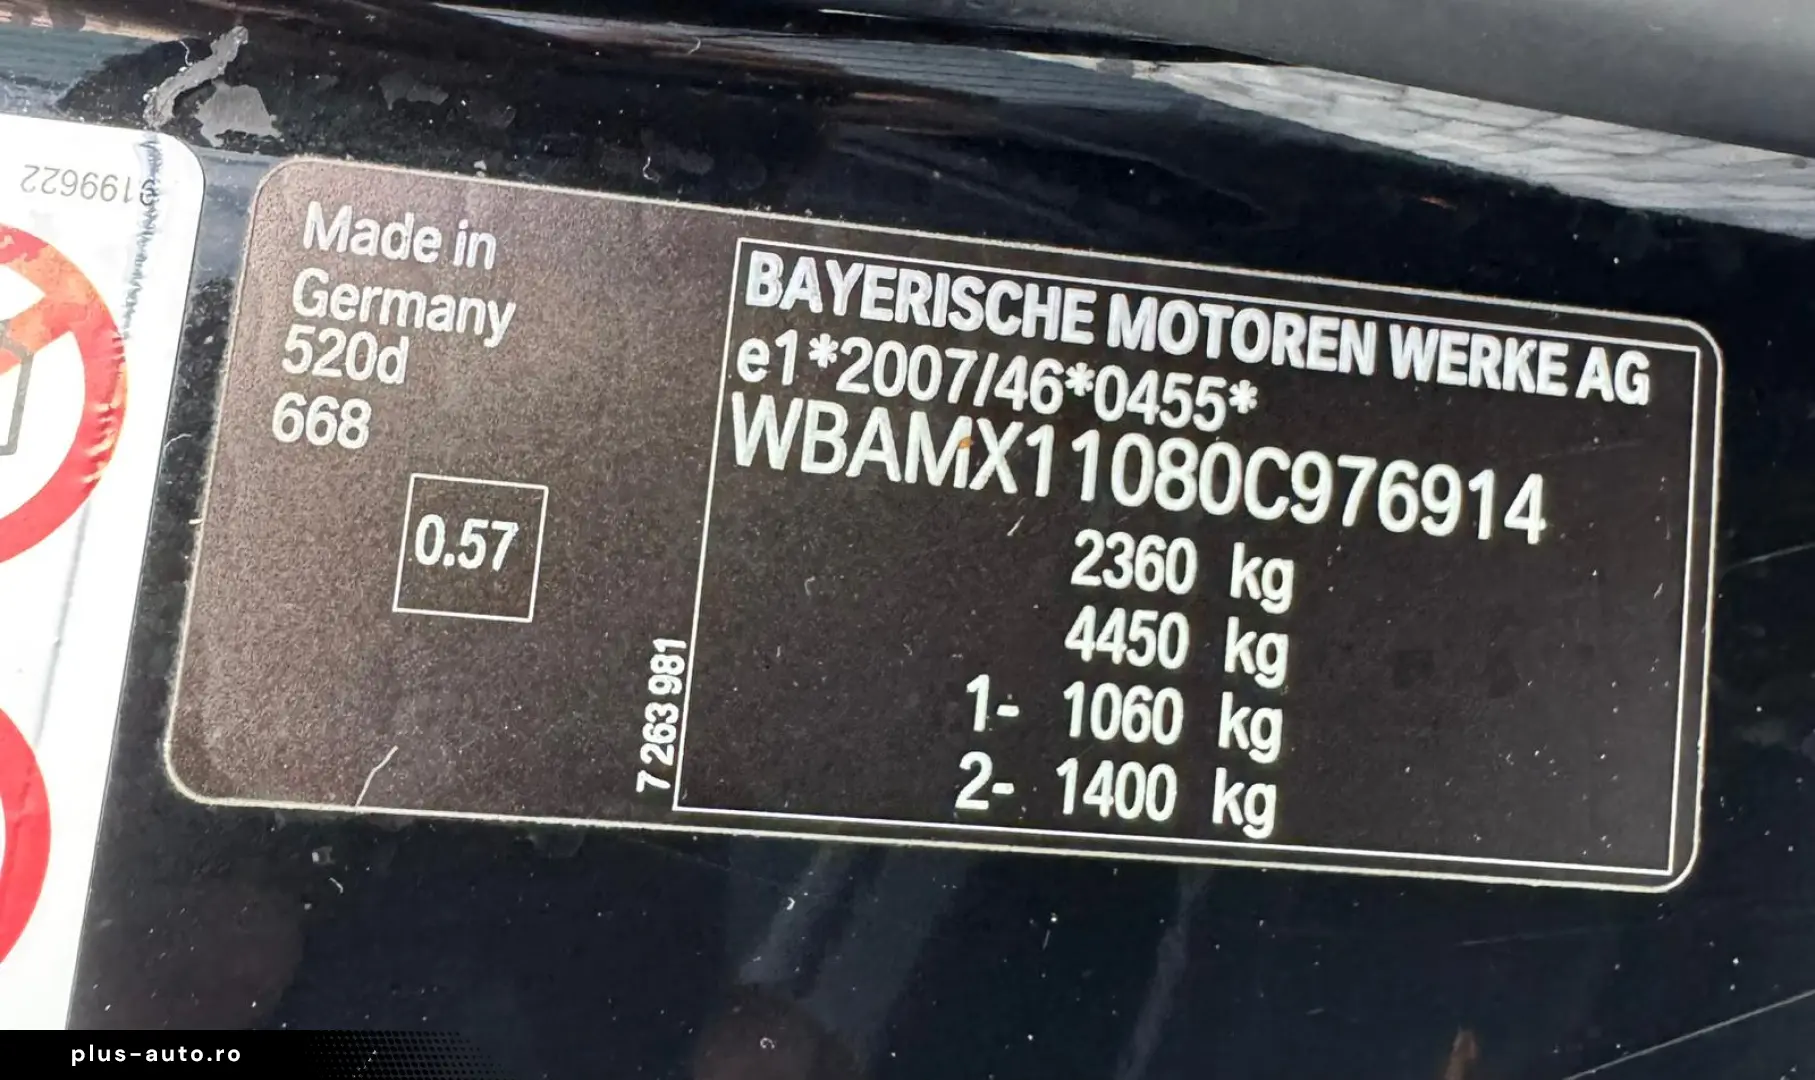 9199622
Made in
Germany
520d
668
0.57
7 263 981
BAYERISCHE MOTOREN WERKE AG
e1*2007/46*0455*
WBAMX11080C976914
2360 kg
4450 kg
1- 1060 kg
2- 1400 kg
plus-auto.ro